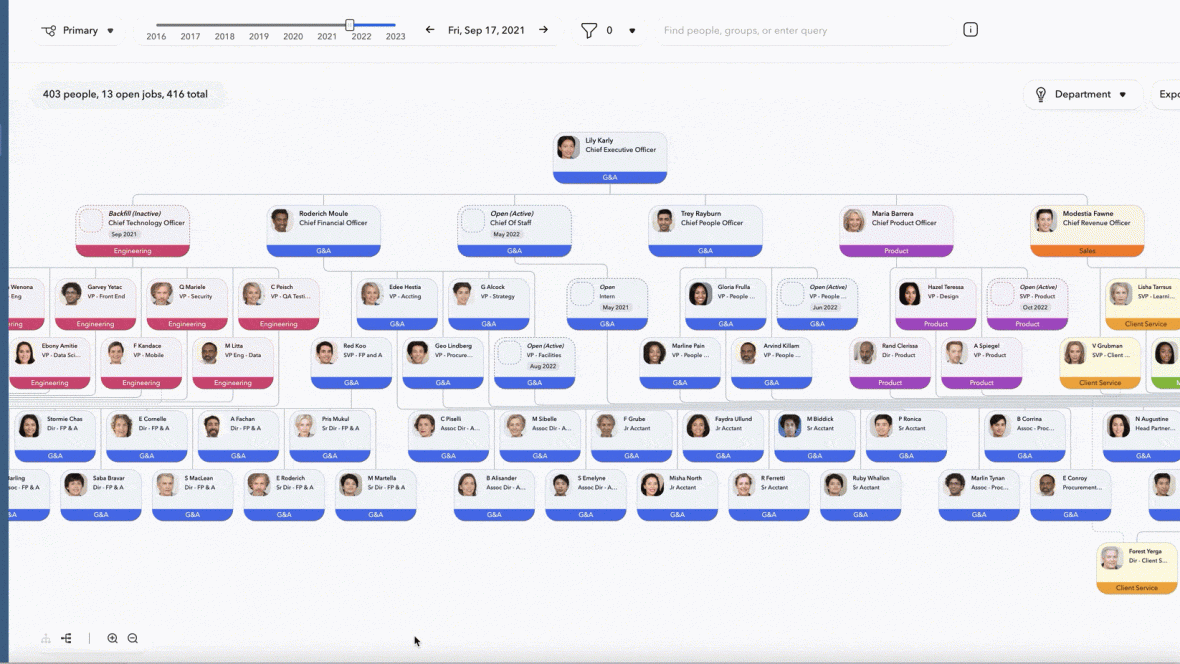 Primary
2016 2017 2018 2019 2020 2021 2022 2023
Fri, Sep 17, 2021
0
Find people, groups, or enter query
403 people, 13 open jobs, 416 total
Department
Expo
Lily Karly
Chief Executive Officer
G&A
Backfill (Inactive)
Chief Technology Officer
Sep 2021
Engineering
Roderich Moule
Chief Financial Officer
G&A
Open (Active)
Chief Of Staff
May 2022
G&A
Trey Rayburn
Chief People Officer
G&A
Maria Barrera
Chief Product Officer
Product
Modestia Fawne
Chief Revenue Officer
Sales
Wenona
Eng
ering
Garvey Yetac
VP - Front End
Engineering
Q Mariele
VP - Security
Engineering
C Peisch
VP - QA Testi...
Engineering
Edee Hestia
VP - Accting
G&A
G Alcock
VP - Strategy
G&A
Open
Intern
May 2021
G&A
Gloria Frulla
VP - People ...
G&A
Open (Active)
VP - People ...
Jun 2022
G&A
Hazel Teressa
VP - Design
Product
Open (Active)
SVP - Product
Oct 2022
Product
Lisha Tarrsus
SVP - Learni...
Client Service
Ebony Amitie
VP - Data Sci...
Engineering
F Kandace
VP - Mobile
Engineering
M Litta
VP Eng - Data
Engineering
Red Koo
SVP - FP and A
G&A
Geo Lindberg
VP - Procure...
G&A
Open (Active)
VP - Facilities
Aug 2022
G&A
Marline Pain
VP - People ...
G&A
Arvind Killam
VP - People ...
G&A
Rand Clerissa
Dir - Product
Product
A Spiegel
VP - Product
Product
V Grubman
SVP - Client ...
Client Service
Stormie Chas
Dir - FP & A
G&A
E Cornelle
Dir - FP & A
G&A
A Fachan
Dir - FP & A
G&A
Pris Mukul
Sr Dir - FP & A
G&A
C Piselli
Assoc Dir - A...
G&A
M Sibelle
Assoc Dir - A...
G&A
F Grube
Jr Acctant
G&A
Faydra Ullund
Jr Acctant
G&A
M Biddick
Sr Acctant
G&A
P Ronica
Sr Acctant
G&A
B Corrina
Assoc - Proc...
G&A
N Augustine
Head Partner...
G&A
arling
oc - FP & A
&A
Saba Bravar
Dir - FP & A
G&A
S MacLean
Dir - FP & A
G&A
E Roderich
Sr Dir - FP & A
G&A
M Martella
Sr Dir - FP & A
G&A
B Alisander
Assoc Dir - A...
G&A
S Emelyne
Assoc Dir - A...
G&A
Misha North
Jr Acctant
G&A
R Ferretti
Sr Acctant
G&A
Ruby Whallon
Sr Acctant
G&A
Marlin Tynan
Assoc - Proc...
G&A
E Conroy
Procurement...
G&A
Forest Yerga
Dir - Client S...
Client Service